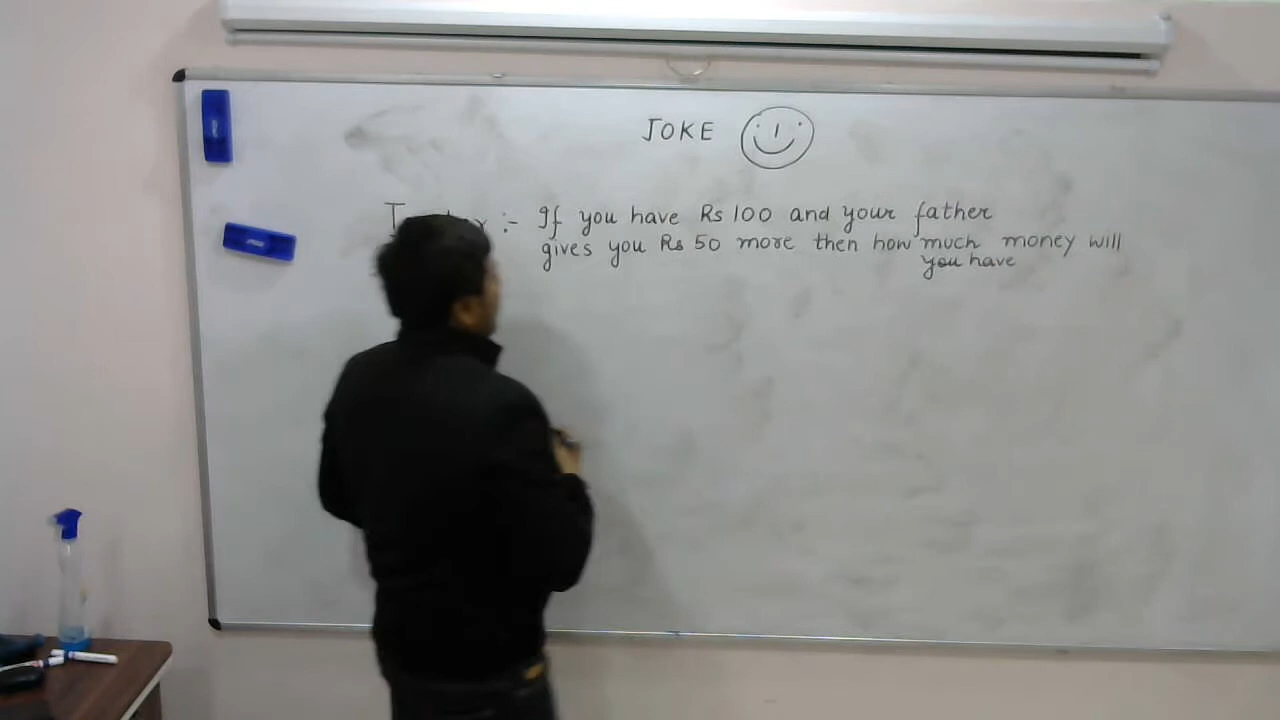 JOKE
:- If you have Rs 100 and your father
gives you Rs 50 more then how much money will
you have